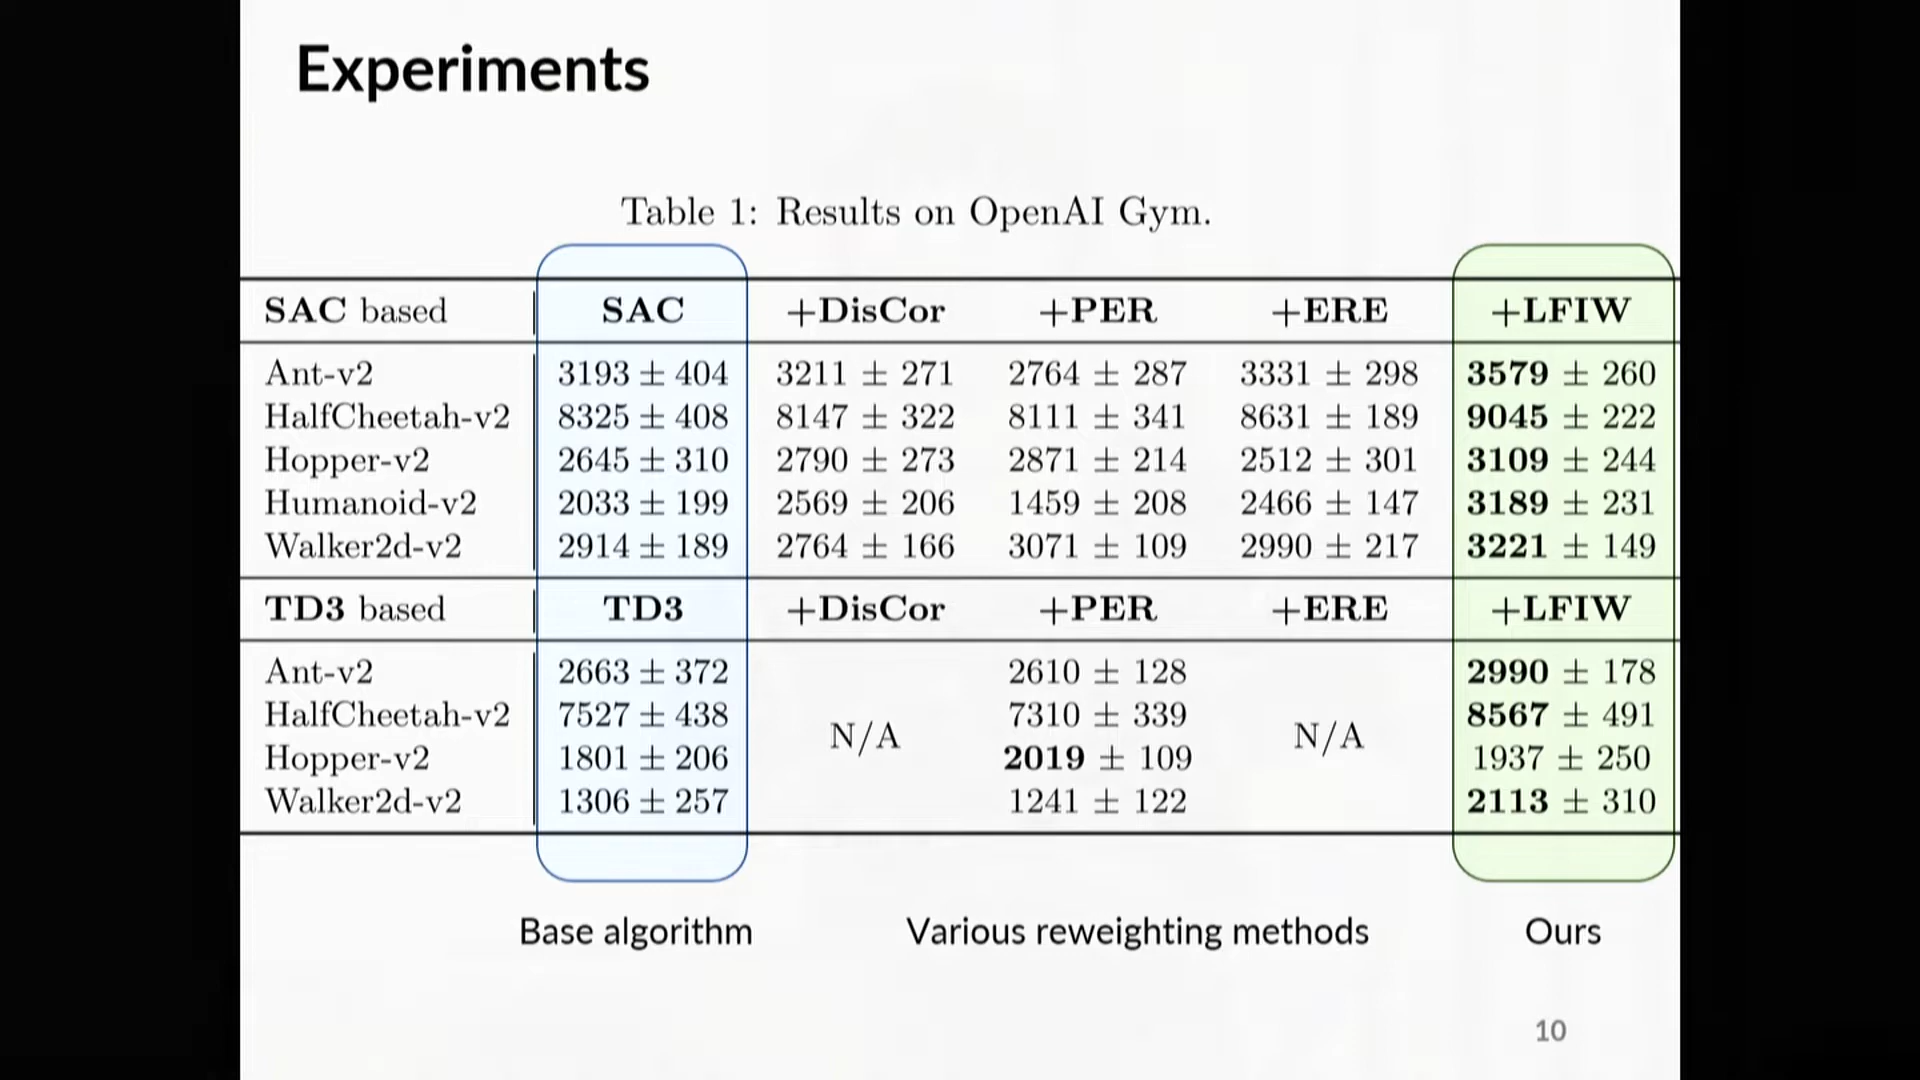 Experiments
Table 1: Results on OpenAI Gym.
SAC based SAC +DisCor +PER +ERE +LFIW
Ant-v2 3193 ± 404 3211 ± 271 2764 ± 287 3331 ± 298 3579 ± 260
HalfCheetah-v2 8325 ± 408 8147 ± 322 8111 ± 341 8631 ± 189 9045 ± 222
Hopper-v2 2645 ± 310 2790 ± 273 2871 ± 214 2512 ± 301 3109 ± 244
Humanoid-v2 2033 ± 199 2569 ± 206 1459 ± 208 2466 ± 147 3189 ± 231
Walker2d-v2 2914 ± 189 2764 ± 166 3071 ± 109 2990 ± 217 3221 ± 149
TD3 based TD3 +DisCor +PER +ERE +LFIW
Ant-v2 2663 ± 372 2610 ± 128 2990 ± 178
HalfCheetah-v2 7527 ± 438 7310 ± 339 8567 ± 491
N/A N/A
Hopper-v2 1801 ± 206 2019 ± 109 1937 ± 250
Walker2d-v2 1306 ± 257 1241 ± 122 2113 ± 310
Base algorithm Various reweighting methods Ours
10